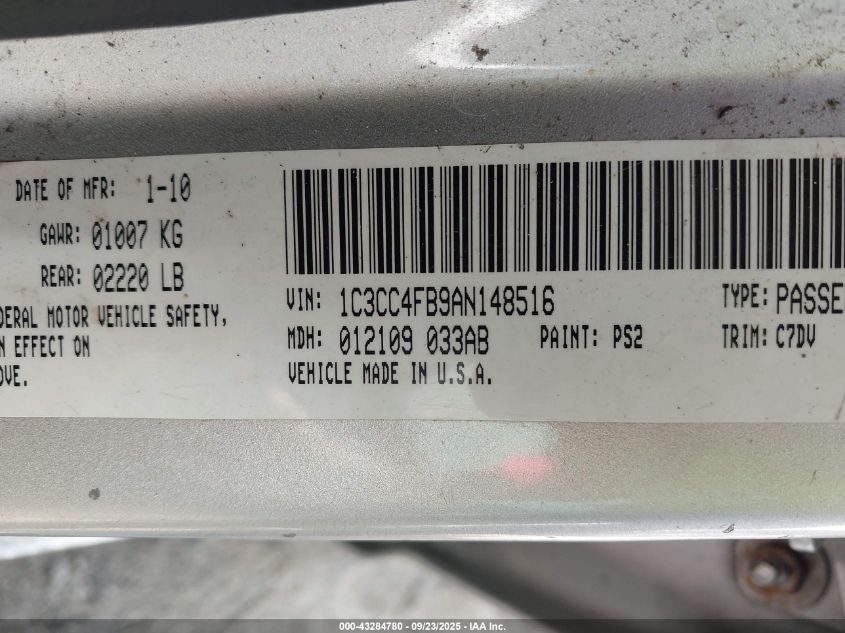 DATE OF MFR: 1-10
GAWR: 01007 KG
REAR: 02220 LB
DERAL MOTOR VEHICLE SAFETY,
N EFFECT ON
OVE.
VIN: 1C3CC4FB9AN148516
TYPE: PASSE
MDH: 012109 033AB PAINT: PS2 TRIM: C7DV
VEHICLE MADE IN U.S.A.
000-43284780 - 09/23/2025 - IAA Inc.